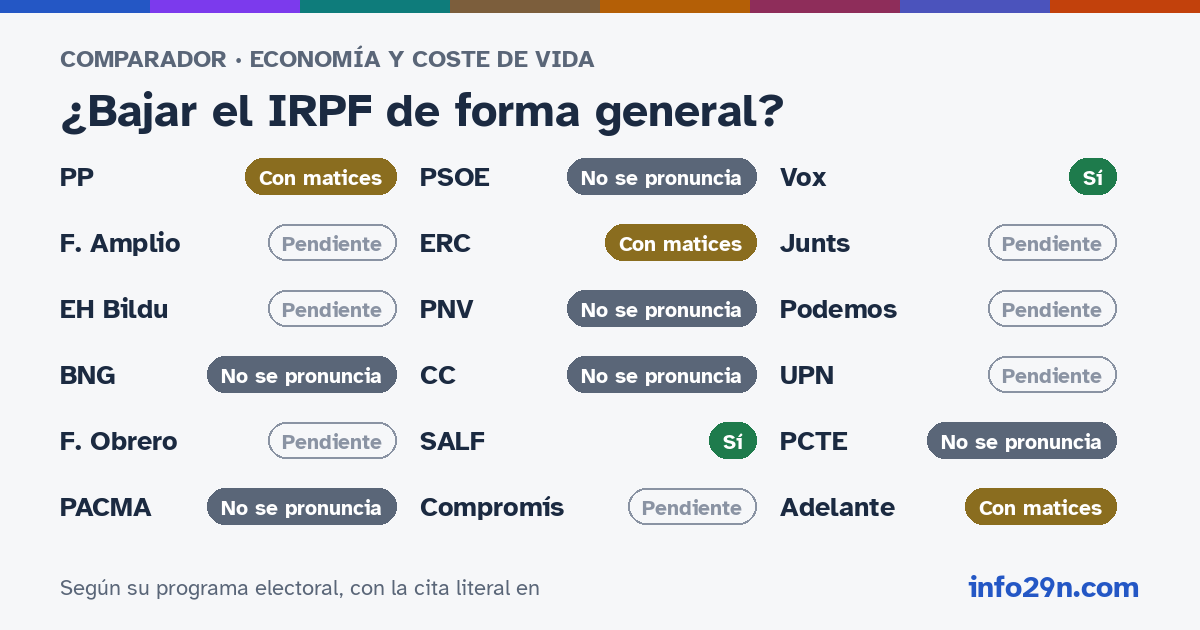 COMPARADOR · ECONOMÍA Y COSTE DE VIDA
¿Bajar el IRPF de forma general?
PP Con matices PSOE No se pronuncia Vox Sí
F. Amplio Pendiente ERC Con matices Junts Pendiente
EH Bildu Pendiente PNV No se pronuncia Podemos Pendiente
BNG No se pronuncia CC No se pronuncia UPN Pendiente
F. Obrero Pendiente SALF Sí PCTE No se pronuncia
PACMA No se pronuncia Compromís Pendiente Adelante Con matices
Según su programa electoral, con la cita literal en info29n.com